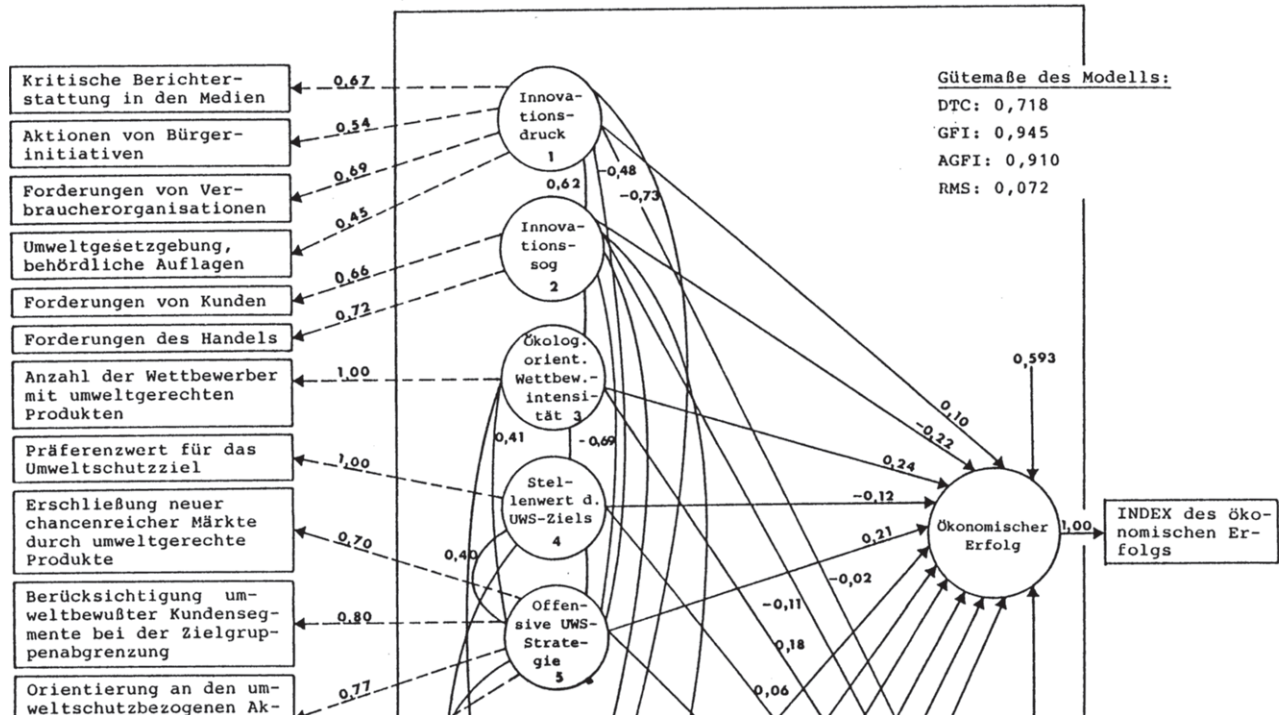 Kritische Berichter-
stattung in den Medien
Aktionen von Bürger-
initiativen
Forderungen von Ver-
braucherorganisationen
Umweltgesetzgebung,
behördliche Auflagen
Forderungen von Kunden
Forderungen des Handels
Anzahl der Wettbewerber
mit umweltgerechten
Produkten
Präferenzwert für das
Umweltschutzziel
Erschließung neuer
chancenreicher Märkte
durch umweltgerechte
Produkte
Berücksichtigung um-
weltbewußter Kundenseg-
mente bei der Zielgrup-
penabgrenzung
Orientierung an den um-
weltschutzbezogenen Ak-
0,67
0,54
0,69
0,45
0,66
0,72
1,00
1,00
0,70
0,80
0,77
Innova-
tions-
druck
1
Innova-
tions-
sog
2
Ökolog.
orient.
Wettbew.-
intensi-
tät 3
Stel-
lenwert d.
UWS-Ziels
4
Offen-
sive UWS-
Strate-
gie
5
0,62
-0,48
-0,73
0,41
-0,69
0,40
0,10
-0,22
0,24
-0,12
0,21
-0,02
-0,11
0,18
0,06
0,593
Gütemaße des Modells:
DTC: 0,718
GFI: 0,945
AGFI: 0,910
RMS: 0,072
Ökonomischer
Erfolg
1,00
INDEX des öko-
nomischen Er-
folgs